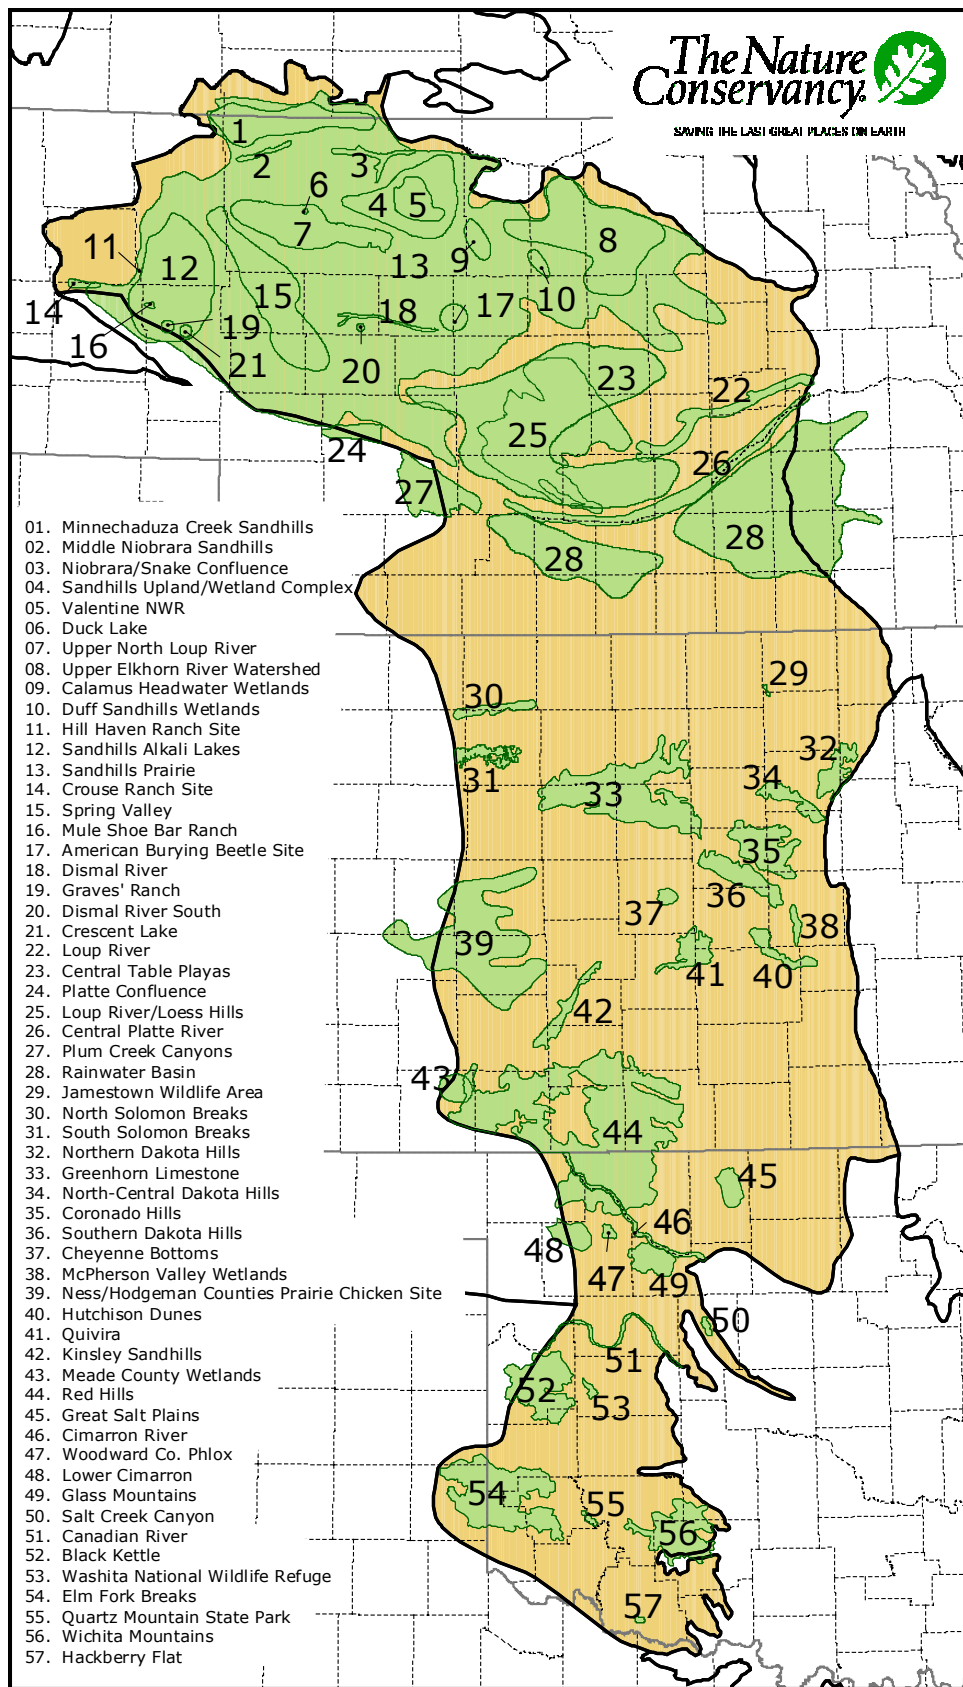 The Nature
Conservancy.
SAVING THE LAST GREAT PLACES ON EARTH
1
2
3
6
4
5
7
8
9
11
12
13
10
14
15
17
18
16
19
20
21
23
22
25
24
26
27
28
28
01. Minnechaduza Creek Sandhills
02. Middle Niobrara Sandhills
03. Niobrara/Snake Confluence
04. Sandhills Upland/Wetland Complex
05. Valentine NWR
06. Duck Lake
07. Upper North Loup River
08. Upper Elkhorn River Watershed
09. Calamus Headwater Wetlands
10. Duff Sandhills Wetlands
11. Hill Haven Ranch Site
12. Sandhills Alkali Lakes
13. Sandhills Prairie
14. Crouse Ranch Site
15. Spring Valley
16. Mule Shoe Bar Ranch
17. American Burying Beetle Site
18. Dismal River
19. Graves' Ranch
20. Dismal River South
21. Crescent Lake
22. Loup River
23. Central Table Playas
24. Platte Confluence
25. Loup River/Loess Hills
26. Central Platte River
27. Plum Creek Canyons
28. Rainwater Basin
29. Jamestown Wildlife Area
30. North Solomon Breaks
31. South Solomon Breaks
32. Northern Dakota Hills
33. Greenhorn Limestone
34. North-Central Dakota Hills
35. Coronado Hills
36. Southern Dakota Hills
37. Cheyenne Bottoms
38. McPherson Valley Wetlands
39. Ness/Hodgeman Counties Prairie Chicken Site
40. Hutchison Dunes
41. Quivira
42. Kinsley Sandhills
43. Meade County Wetlands
44. Red Hills
45. Great Salt Plains
46. Cimarron River
47. Woodward Co. Phlox
48. Lower Cimarron
49. Glass Mountains
50. Salt Creek Canyon
51. Canadian River
52. Black Kettle
53. Washita National Wildlife Refuge
54. Elm Fork Breaks
55. Quartz Mountain State Park
56. Wichita Mountains
57. Hackberry Flat
29
30
32
31
33
34
35
36
37
38
39
41
40
42
43
44
45
46
48
47
49
50
51
52
53
54
55
56
57